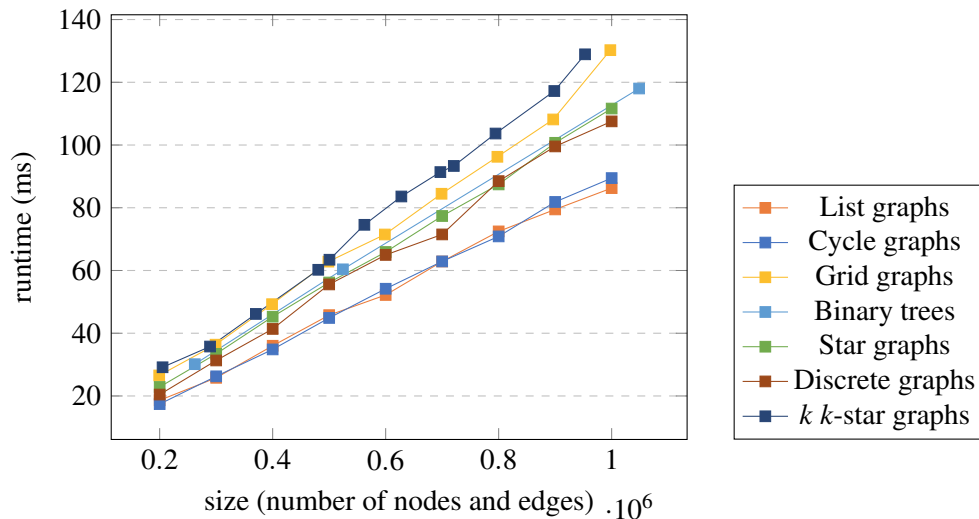 140
120
100
80
60
40
20
runtime (ms)
0.2 0.4 0.6 0.8 1
size (number of nodes and edges) ·10⁶
List graphs
Cycle graphs
Grid graphs
Binary trees
Star graphs
Discrete graphs
k k-star graphs